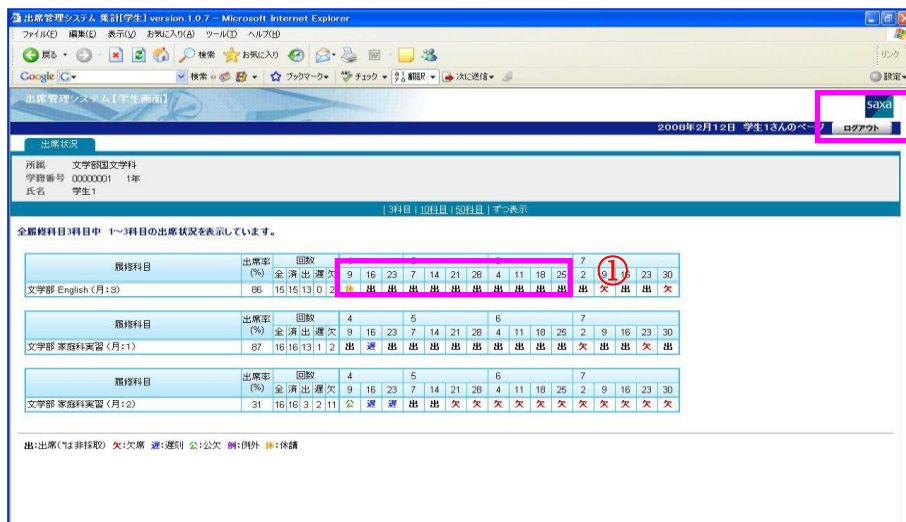 出席管理システム 集計[学生] version.1.0.7 - Microsoft Internet Explorer
ファイル(F) 編集(E) 表示(V) お気に入り(A) ツール(T) ヘルプ(H)
戻る 検索 お気に入り リンク
Google G 検索 ブックマーク チェック 翻訳 次に送信 設定
出席管理システム【学生画面】 saxa
2008年2月12日 学生1さんのページ ログアウト
出席状況
所属 文学部国文学科
学籍番号 00000001 1年
氏名 学生1
| 3科目 | 10科目 | 50科目 | ずつ表示
全履修科目3科目中 1～3科目の出席状況を表示しています。
履修科目 出席率(%) 回数 7 ①
全 済 出 遅 欠 9 16 23 7 14 21 28 4 11 18 25 2 9 16 23 30
文学部 English (月:3) 86 15 15 13 0 2 休 出 出 出 出 出 出 出 出 出 出 出 欠 出 出 欠
履修科目 出席率(%) 回数 4 5 6 7
全 済 出 遅 欠 9 16 23 7 14 21 28 4 11 18 25 2 9 16 23 30
文学部 家庭科実習 (月:1) 87 16 16 13 1 2 出 遅 出 出 出 出 出 出 出 出 出 欠 出 出 欠 出
履修科目 出席率(%) 回数 4 5 6 7
全 済 出 遅 欠 9 16 23 7 14 21 28 4 11 18 25 2 9 16 23 30
文学部 家庭科実習 (月:2) 31 16 16 3 2 11 公 遅 遅 出 出 欠 欠 欠 欠 欠 欠 欠 欠 欠 欠 欠
出:出席(*は非採取) 欠:欠席 遅:遅刻 公:公欠 例:例外 休:休講